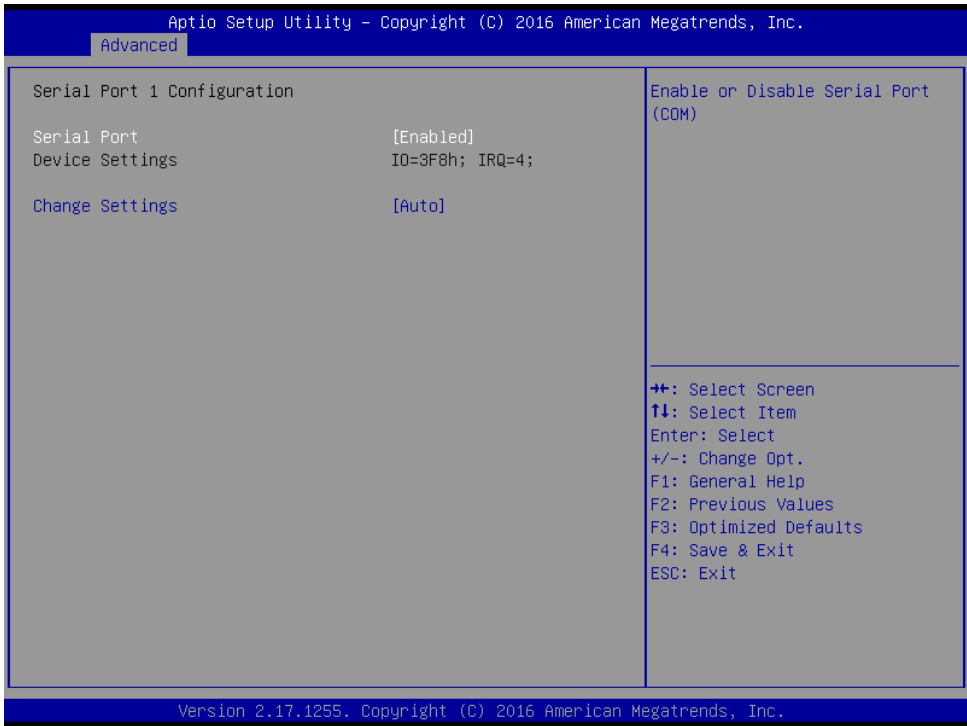 Aptio Setup Utility – Copyright (C) 2016 American Megatrends, Inc.
Advanced
Serial Port 1 Configuration
Serial Port [Enabled]
Device Settings IO=3F8h; IRQ=4;
Change Settings [Auto]
Enable or Disable Serial Port
(COM)
→←: Select Screen
↑↓: Select Item
Enter: Select
+/-: Change Opt.
F1: General Help
F2: Previous Values
F3: Optimized Defaults
F4: Save & Exit
ESC: Exit
Version 2.17.1255. Copyright (C) 2016 American Megatrends, Inc.